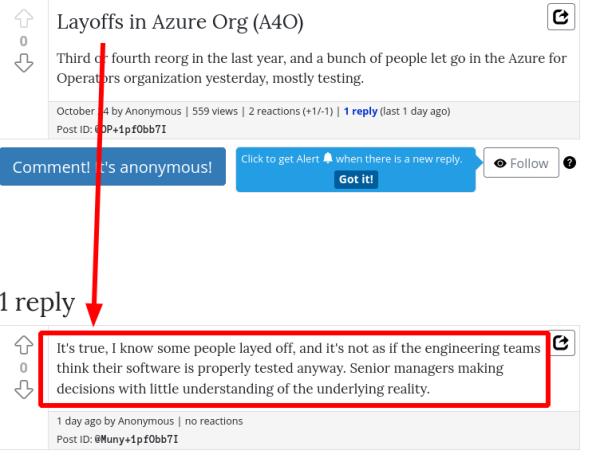 Layoffs in Azure Org (A4O)
0
Third or fourth reorg in the last year, and a bunch of people let go in the Azure for
Operators organization yesterday, mostly testing.
October 4 by Anonymous | 559 views | 2 reactions (+1/-1) | 1 reply (last 1 day ago)
Post ID: @OP+1pfObb7I
Comment! It's anonymous!
Click to get Alert when there is a new reply.
Got it!
Follow
?
1 reply
It's true, I know some people layed off, and it's not as if the engineering teams
0
think their software is properly tested anyway. Senior managers making
decisions with little understanding of the underlying reality.
1 day ago by Anonymous | no reactions
Post ID: @Muny+1pfObb7I